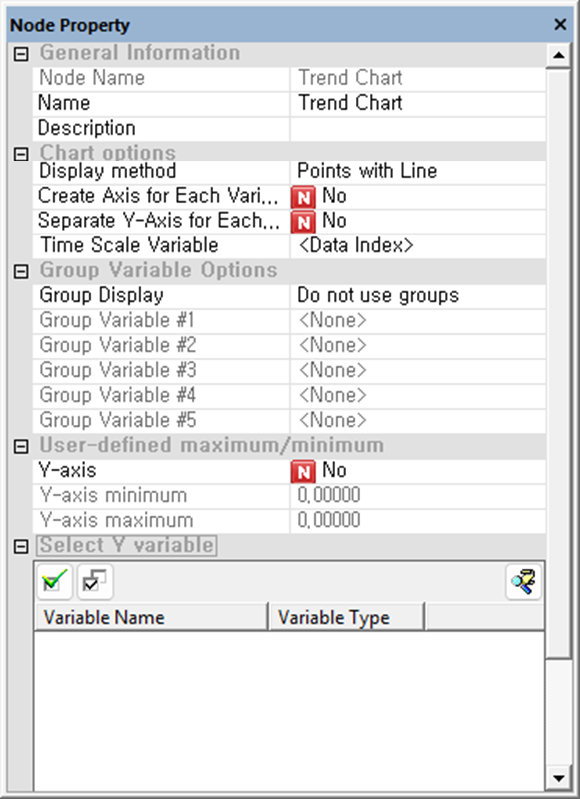 Node Property
General Information
Node Name Trend Chart
Name Trend Chart
Description
Chart options
Display method Points with Line
Create Axis for Each Vari... N No
Separate Y-Axis for Each... N No
Time Scale Variable <Data Index>
Group Variable Options
Group Display Do not use groups
Group Variable #1 <None>
Group Variable #2 <None>
Group Variable #3 <None>
Group Variable #4 <None>
Group Variable #5 <None>
User-defined maximum/minimum
Y-axis N No
Y-axis minimum 0,00000
Y-axis maximum 0,00000
Select Y variable
Variable Name Variable Type